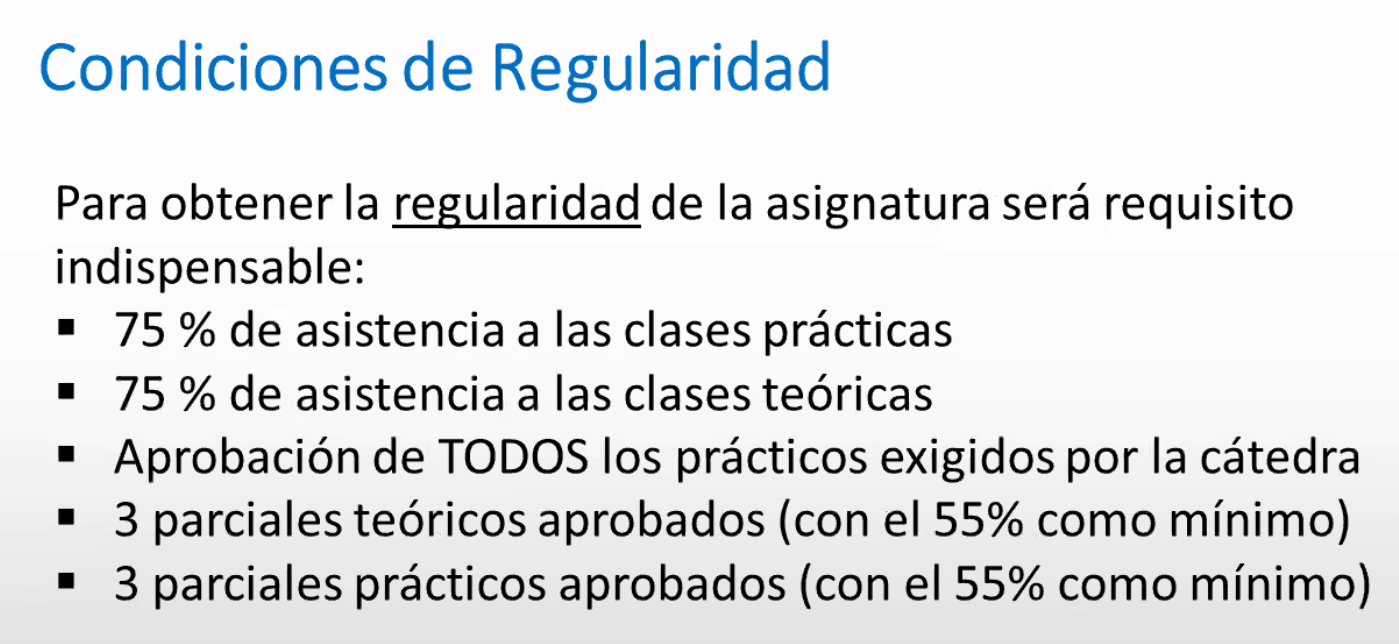 Condiciones de Regularidad
Para obtener la regularidad de la asignatura será requisito
indispensable:
▪ 75 % de asistencia a las clases prácticas
▪ 75 % de asistencia a las clases teóricas
▪ Aprobación de TODOS los prácticos exigidos por la cátedra
▪ 3 parciales teóricos aprobados (con el 55% como mínimo)
▪ 3 parciales prácticos aprobados (con el 55% como mínimo)